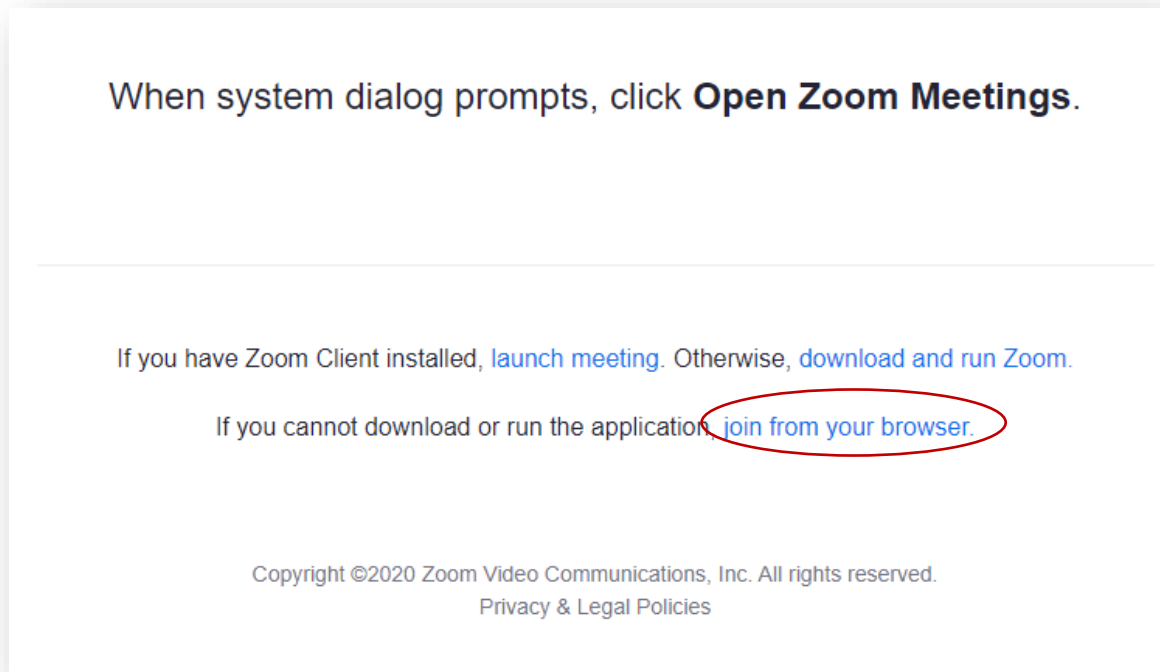 When system dialog prompts, click Open Zoom Meetings.
If you have Zoom Client installed, launch meeting. Otherwise, download and run Zoom.
If you cannot download or run the application, join from your browser.
Copyright ©2020 Zoom Video Communications, Inc. All rights reserved.
Privacy & Legal Policies